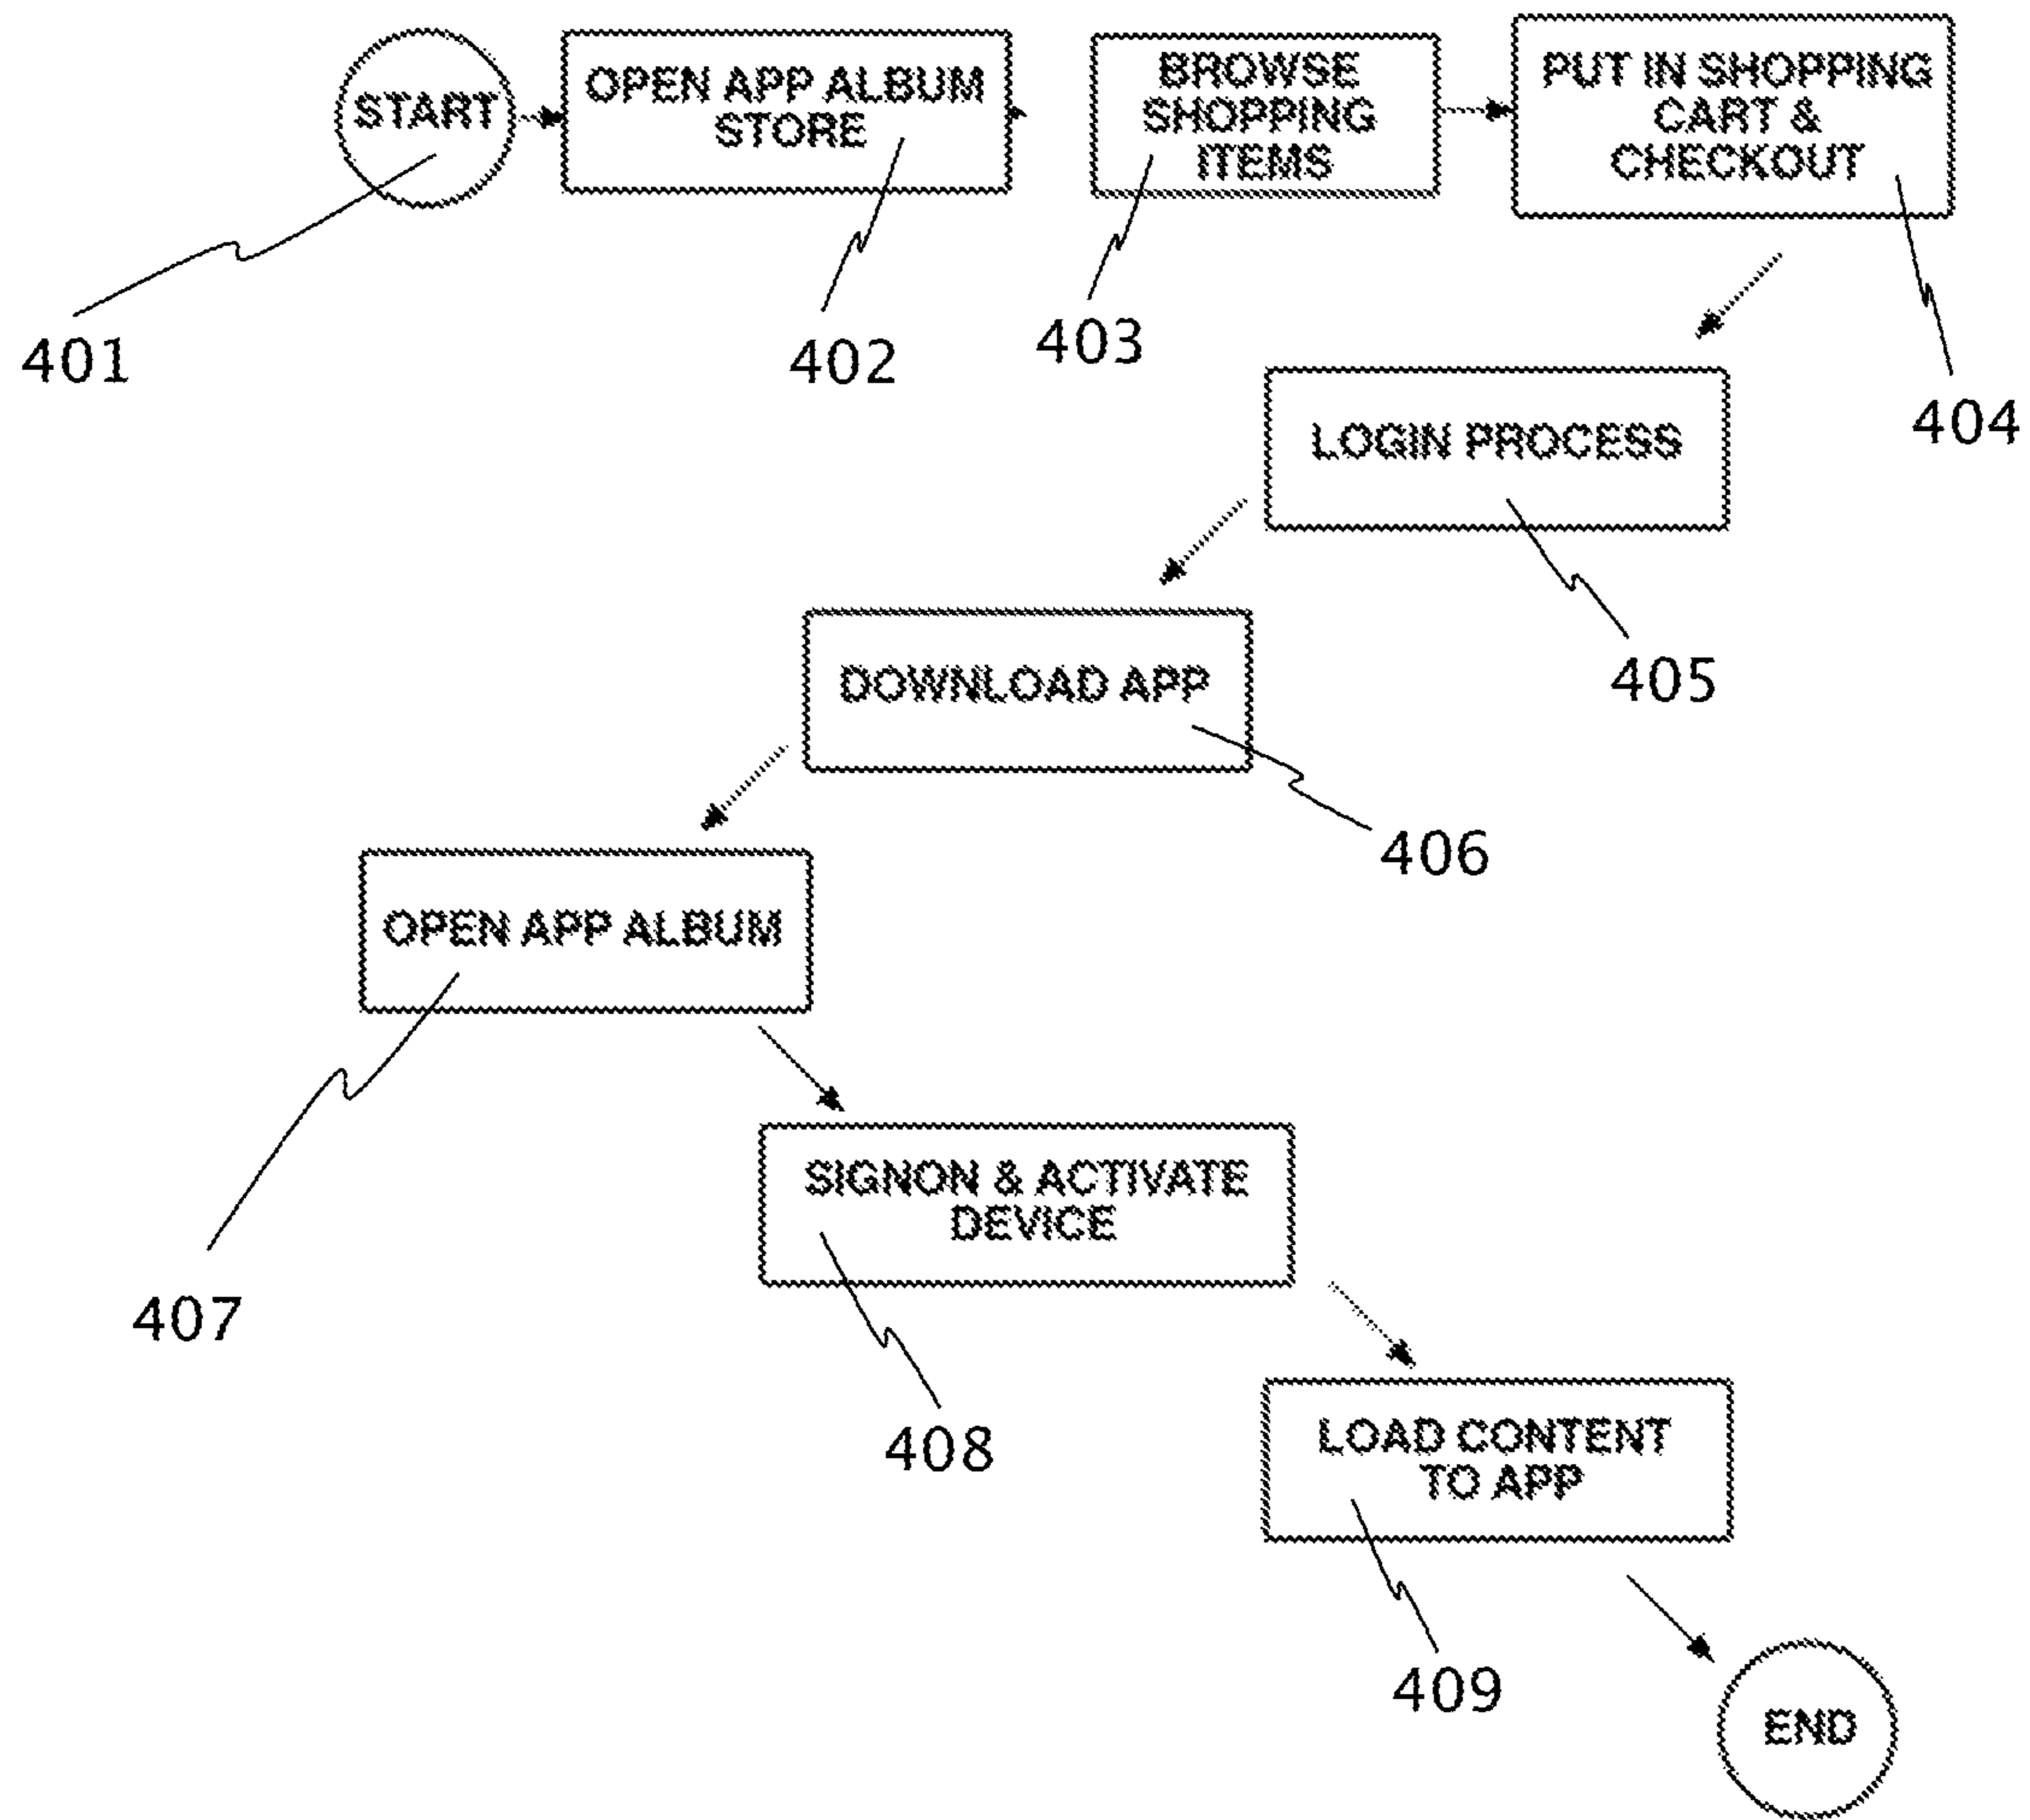 START
OPEN APP ALBUM
STORE
BROWSE
SHOPPING
ITEMS
PUT IN SHOPPING
CART &
CHECKOUT
401
402
403
404
LOGIN PROCESS
405
DOWNLOAD APP
406
OPEN APP ALBUM
407
SIGNON & ACTIVATE
DEVICE
408
LOAD CONTENT
TO APP
409
END